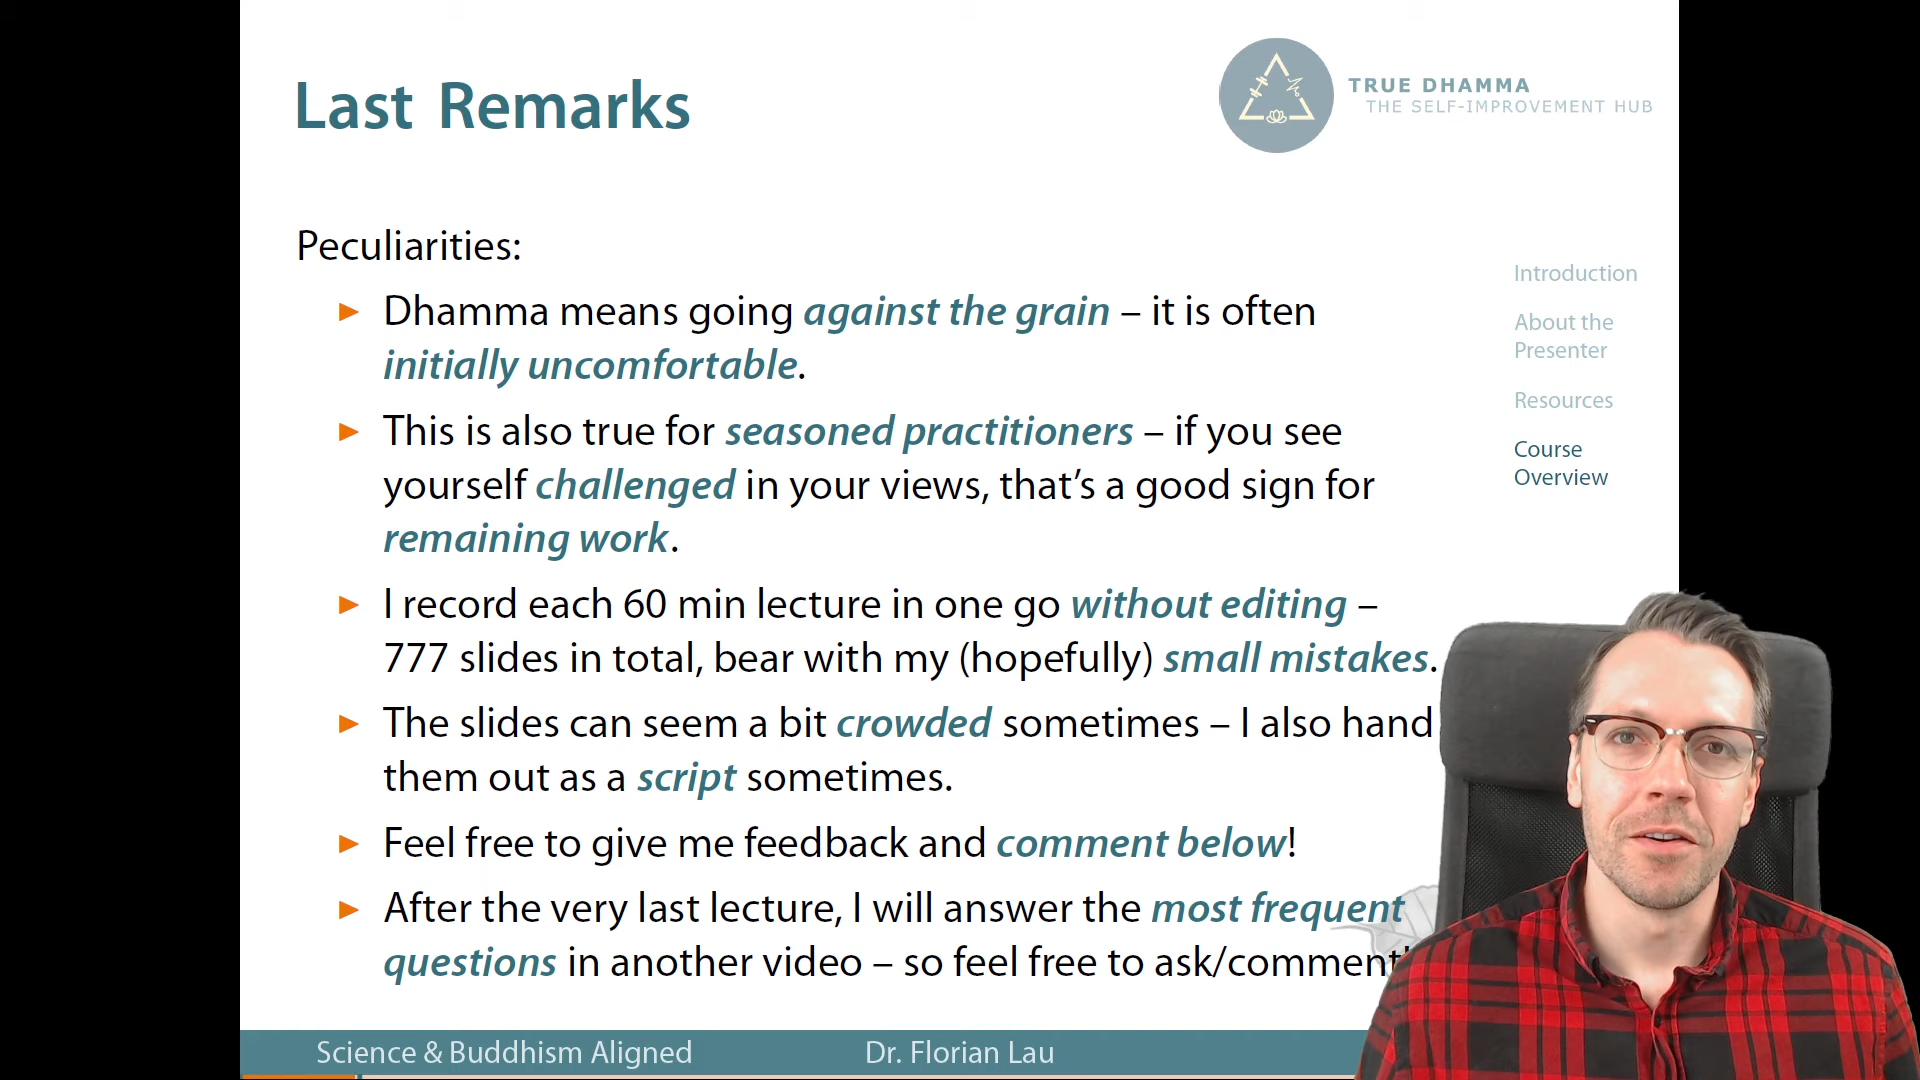 Last Remarks
TRUE DHAMMA
THE SELF-IMPROVEMENT HUB
Peculiarities:
Dhamma means going against the grain – it is often
initially uncomfortable.
This is also true for seasoned practitioners – if you see
yourself challenged in your views, that's a good sign for
remaining work.
I record each 60 min lecture in one go without editing –
777 slides in total, bear with my (hopefully) small mistakes.
The slides can seem a bit crowded sometimes – I also hand
them out as a script sometimes.
Feel free to give me feedback and comment below!
After the very last lecture, I will answer the most frequent
questions in another video – so feel free to ask/comment
Introduction
About the
Presenter
Resources
Course
Overview
Science & Buddhism Aligned
Dr. Florian Lau